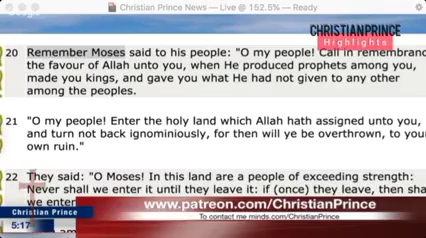 Christian Prince News — Live @ 152.5% — Ready
CHRISTIANPRINCE
Highlights
20 Remember Moses said to his people: "O my people! Call in remembranc
the favour of Allah unto you, when He produced prophets among you,
made you kings, and gave you what He had not given to any other
among the peoples.
21 "O my people! Enter the holy land which Allah hath assigned unto you,
and turn not back ignominiously, for then will ye be overthrown, to you
own ruin."
22 They said: "O Moses! In this land are a people of exceeding strength:
Never shall we enter it until they leave it: if (once) they leave, then sha
we enter
www.patreon.com/ChristianPrince
Christian Prince
To contact me minds.com/ChristianPrince
5:17